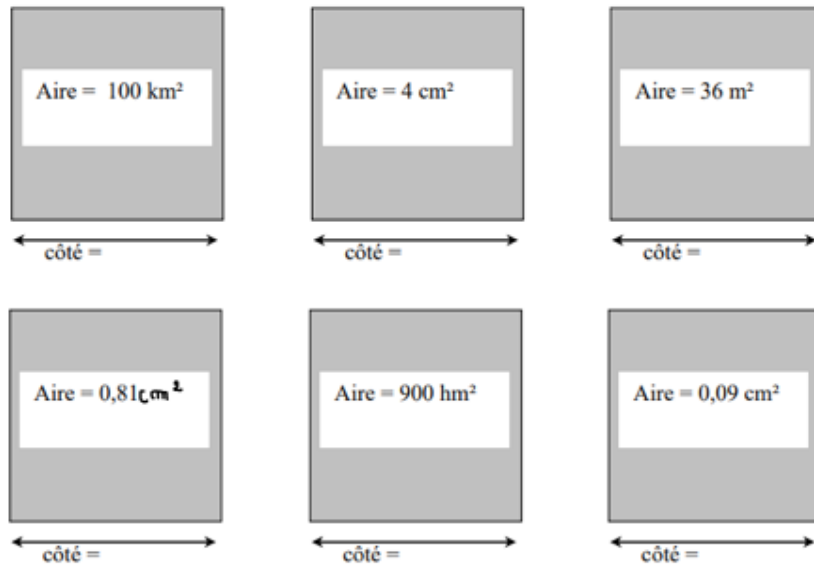 Aire = 100 km²
Aire = 4 cm²
Aire = 36 m²
côté =
côté =
côté =
Aire = 0,81cm²
Aire = 900 hm²
Aire = 0,09 cm²
côté =
côté =
côté =